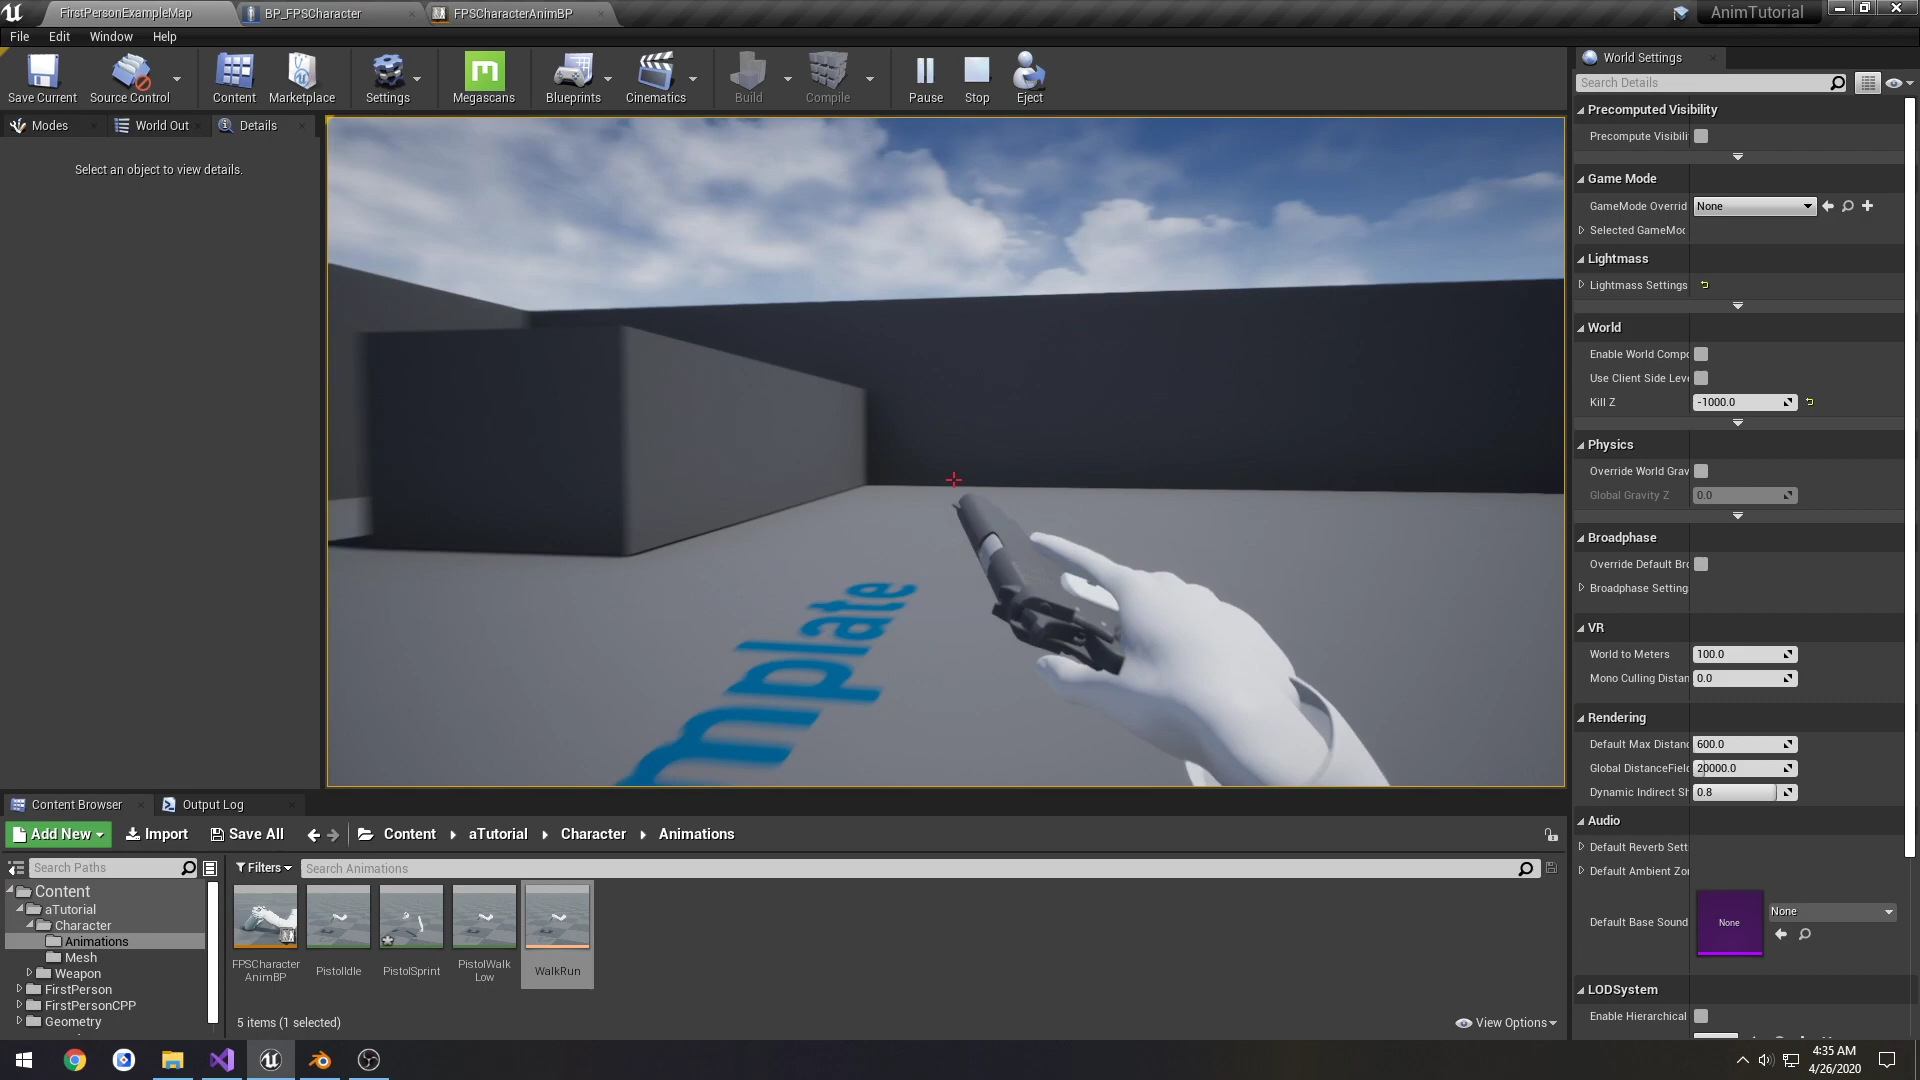 FirstPersonExampleMap
BP_FPSCharacter
FPSCharacterAnimBP
AnimTutorial
File Edit Window Help
Save Current
Source Control
Content
Marketplace
Settings
Megascans
Blueprints
Cinematics
Build
Compile
Pause
Stop
Eject
World Settings
Search Details
Modes
World Out
Details
Select an object to view details.
mplate
Precomputed Visibility
Precompute Visibili
Game Mode
GameMode Overrid
None
Selected GameMod
Lightmass
Lightmass Settings
World
Enable World Compo
Use Client Side Leve
Kill Z
-1000.0
Physics
Override World Grav
Global Gravity Z
0.0
Broadphase
Override Default Bro
Broadphase Setting
VR
World to Meters
100.0
Mono Culling Distan
0.0
Rendering
Default Max Distanc
600.0
Global DistanceField
20000.0
Dynamic Indirect Sh
0.8
Audio
Default Reverb Sett
Default Ambient Zon
Default Base Sound
None
None
LODSystem
Enable Hierarchical
Content Browser
Output Log
Add New
Import
Save All
Content
aTutorial
Character
Animations
Search Paths
Filters
Search Animations
Content
aTutorial
Character
Animations
Mesh
Weapon
FirstPerson
FirstPersonCPP
Geometry
FPSCharacter
AnimBP
PistolIdle
PistolSprint
PistolWalk
Low
WalkRun
5 items (1 selected)
View Options
4:35 AM
4/26/2020